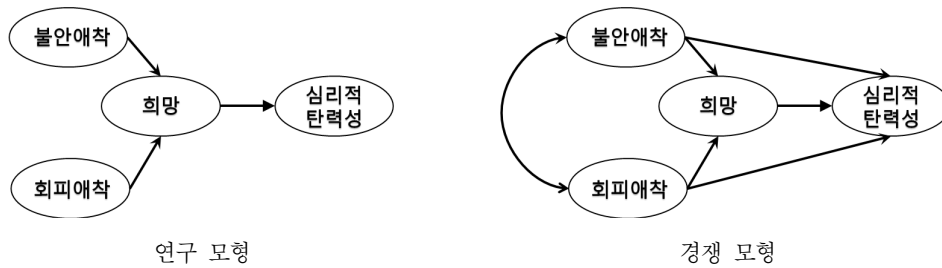 불안애착
희망
심리적
탄력성
회피애착
연구 모형
불안애착
희망
심리적
탄력성
회피애착
경쟁 모형